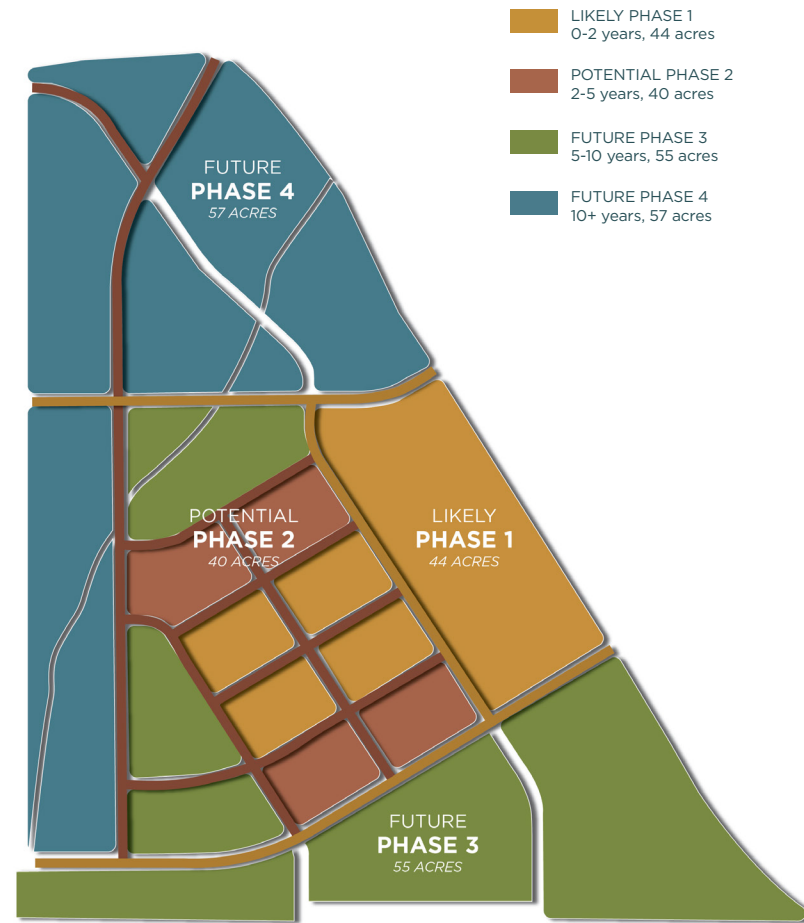 LIKELY PHASE 1
0-2 years, 44 acres
POTENTIAL PHASE 2
2-5 years, 40 acres
FUTURE PHASE 3
5-10 years, 55 acres
FUTURE PHASE 4
10+ years, 57 acres
FUTURE
PHASE 4
57 ACRES
POTENTIAL
PHASE 2
40 ACRES
LIKELY
PHASE 1
44 ACRES
FUTURE
PHASE 3
55 ACRES